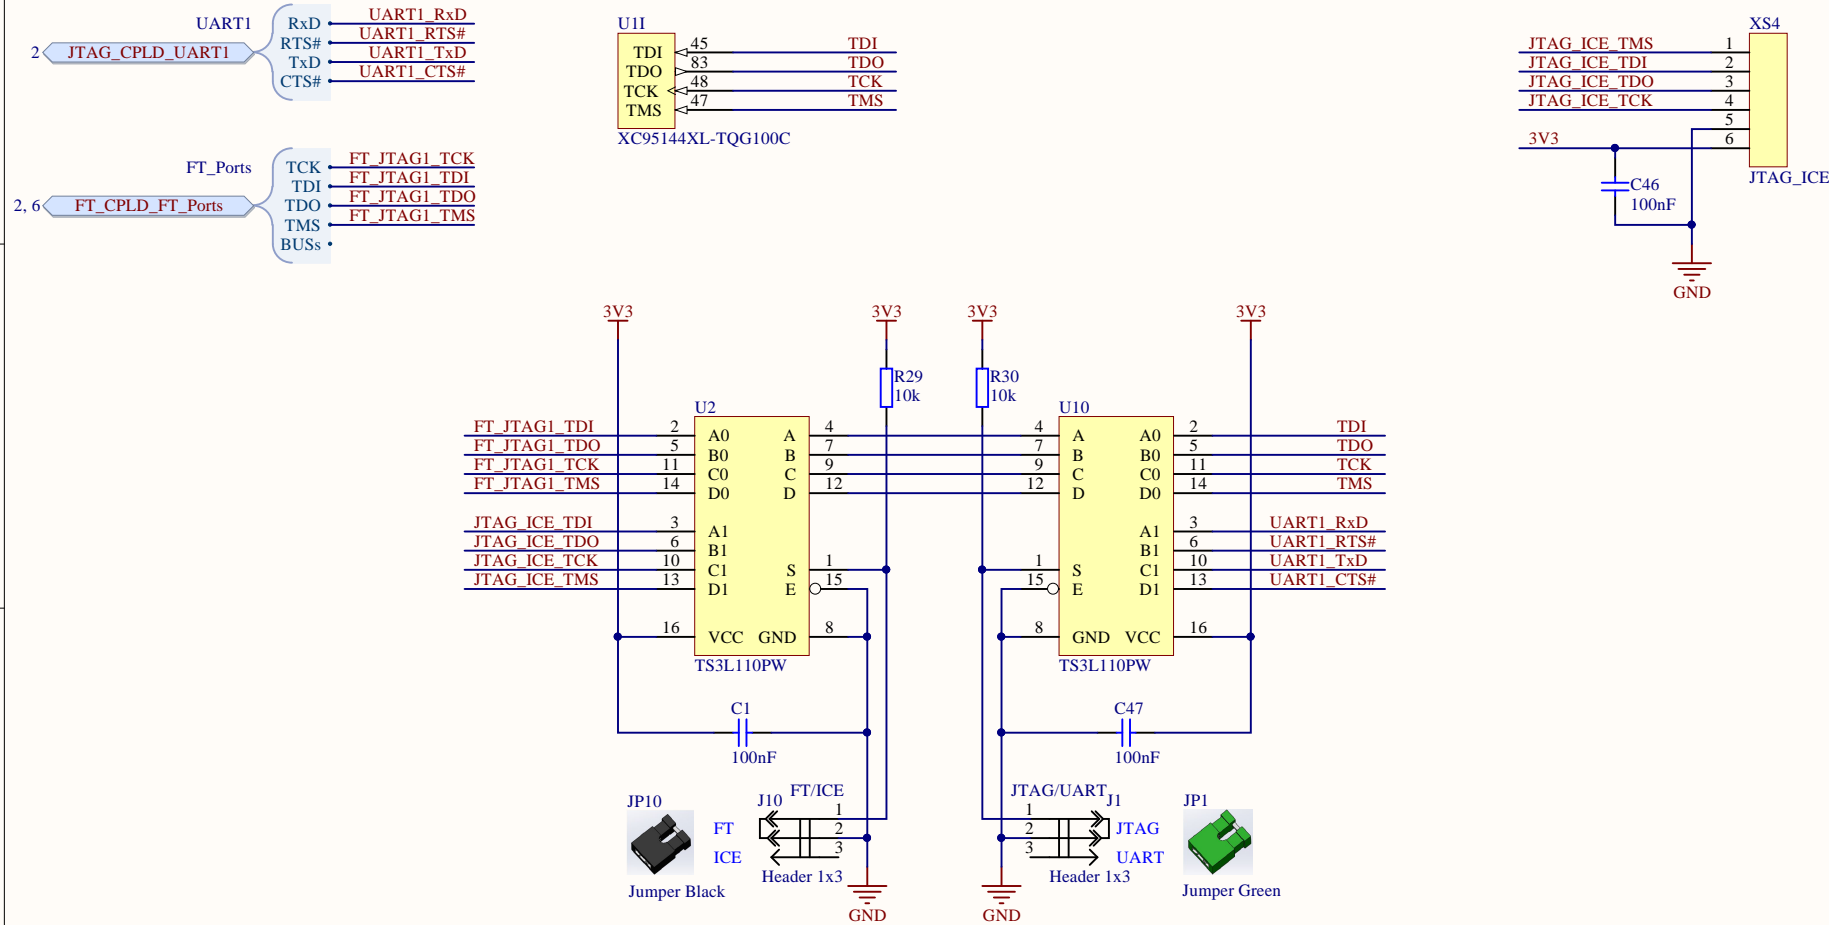 UART1
2 JTAG_CPLD_UART1
RxD UART1_RxD
RTS# UART1_RTS#
TxD UART1_TxD
CTS# UART1_CTS#
FT_Ports
2, 6 FT_CPLD_FT_Ports
TCK FT_JTAG1_TCK
TDI FT_JTAG1_TDI
TDO FT_JTAG1_TDO
TMS FT_JTAG1_TMS
BUSs
U1I
TDI 45 TDI
TDO 83 TDO
TCK 48 TCK
TMS 47 TMS
XC95144XL-TQG100C
XS4
JTAG_ICE_TMS 1
JTAG_ICE_TDI 2
JTAG_ICE_TDO 3
JTAG_ICE_TCK 4
5
3V3 6
JTAG_ICE
C46
100nF
GND
3V3
3V3
3V3
3V3
R29
10k
R30
10k
U2
FT_JTAG1_TDI 2 A0 A 4
FT_JTAG1_TDO 5 B0 B 7
FT_JTAG1_TCK 11 C0 C 9
FT_JTAG1_TMS 14 D0 D 12
JTAG_ICE_TDI 3 A1
JTAG_ICE_TDO 6 B1
JTAG_ICE_TCK 10 C1 S 1
JTAG_ICE_TMS 13 D1 E 15
16 VCC GND 8
TS3L110PW
U10
4 A A0 2 TDI
7 B B0 5 TDO
9 C C0 11 TCK
12 D D0 14 TMS
A1 3 UART1_RxD
B1 6 UART1_RTS#
1 S C1 10 UART1_TxD
15 E D1 13 UART1_CTS#
8 GND VCC 16
TS3L110PW
C1
100nF
C47
100nF
JP10
Jumper Black
FT/ICE
J10
FT
ICE
1
2
3
Header 1x3
GND
JTAG/UART
J1
1
2
3
JTAG
UART
Header 1x3
GND
JP1
Jumper Green